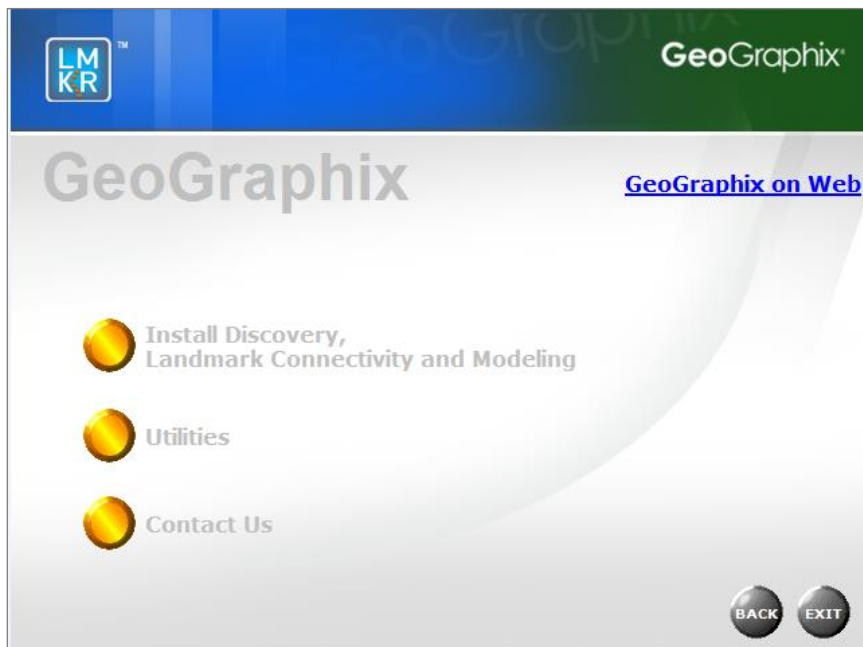 LM
KR
TM
GeoGraphix
GeoGraphix®
GeoGraphix
GeoGraphix on Web
Install Discovery,
Landmark Connectivity and Modeling
Utilities
Contact Us
BACK
EXIT